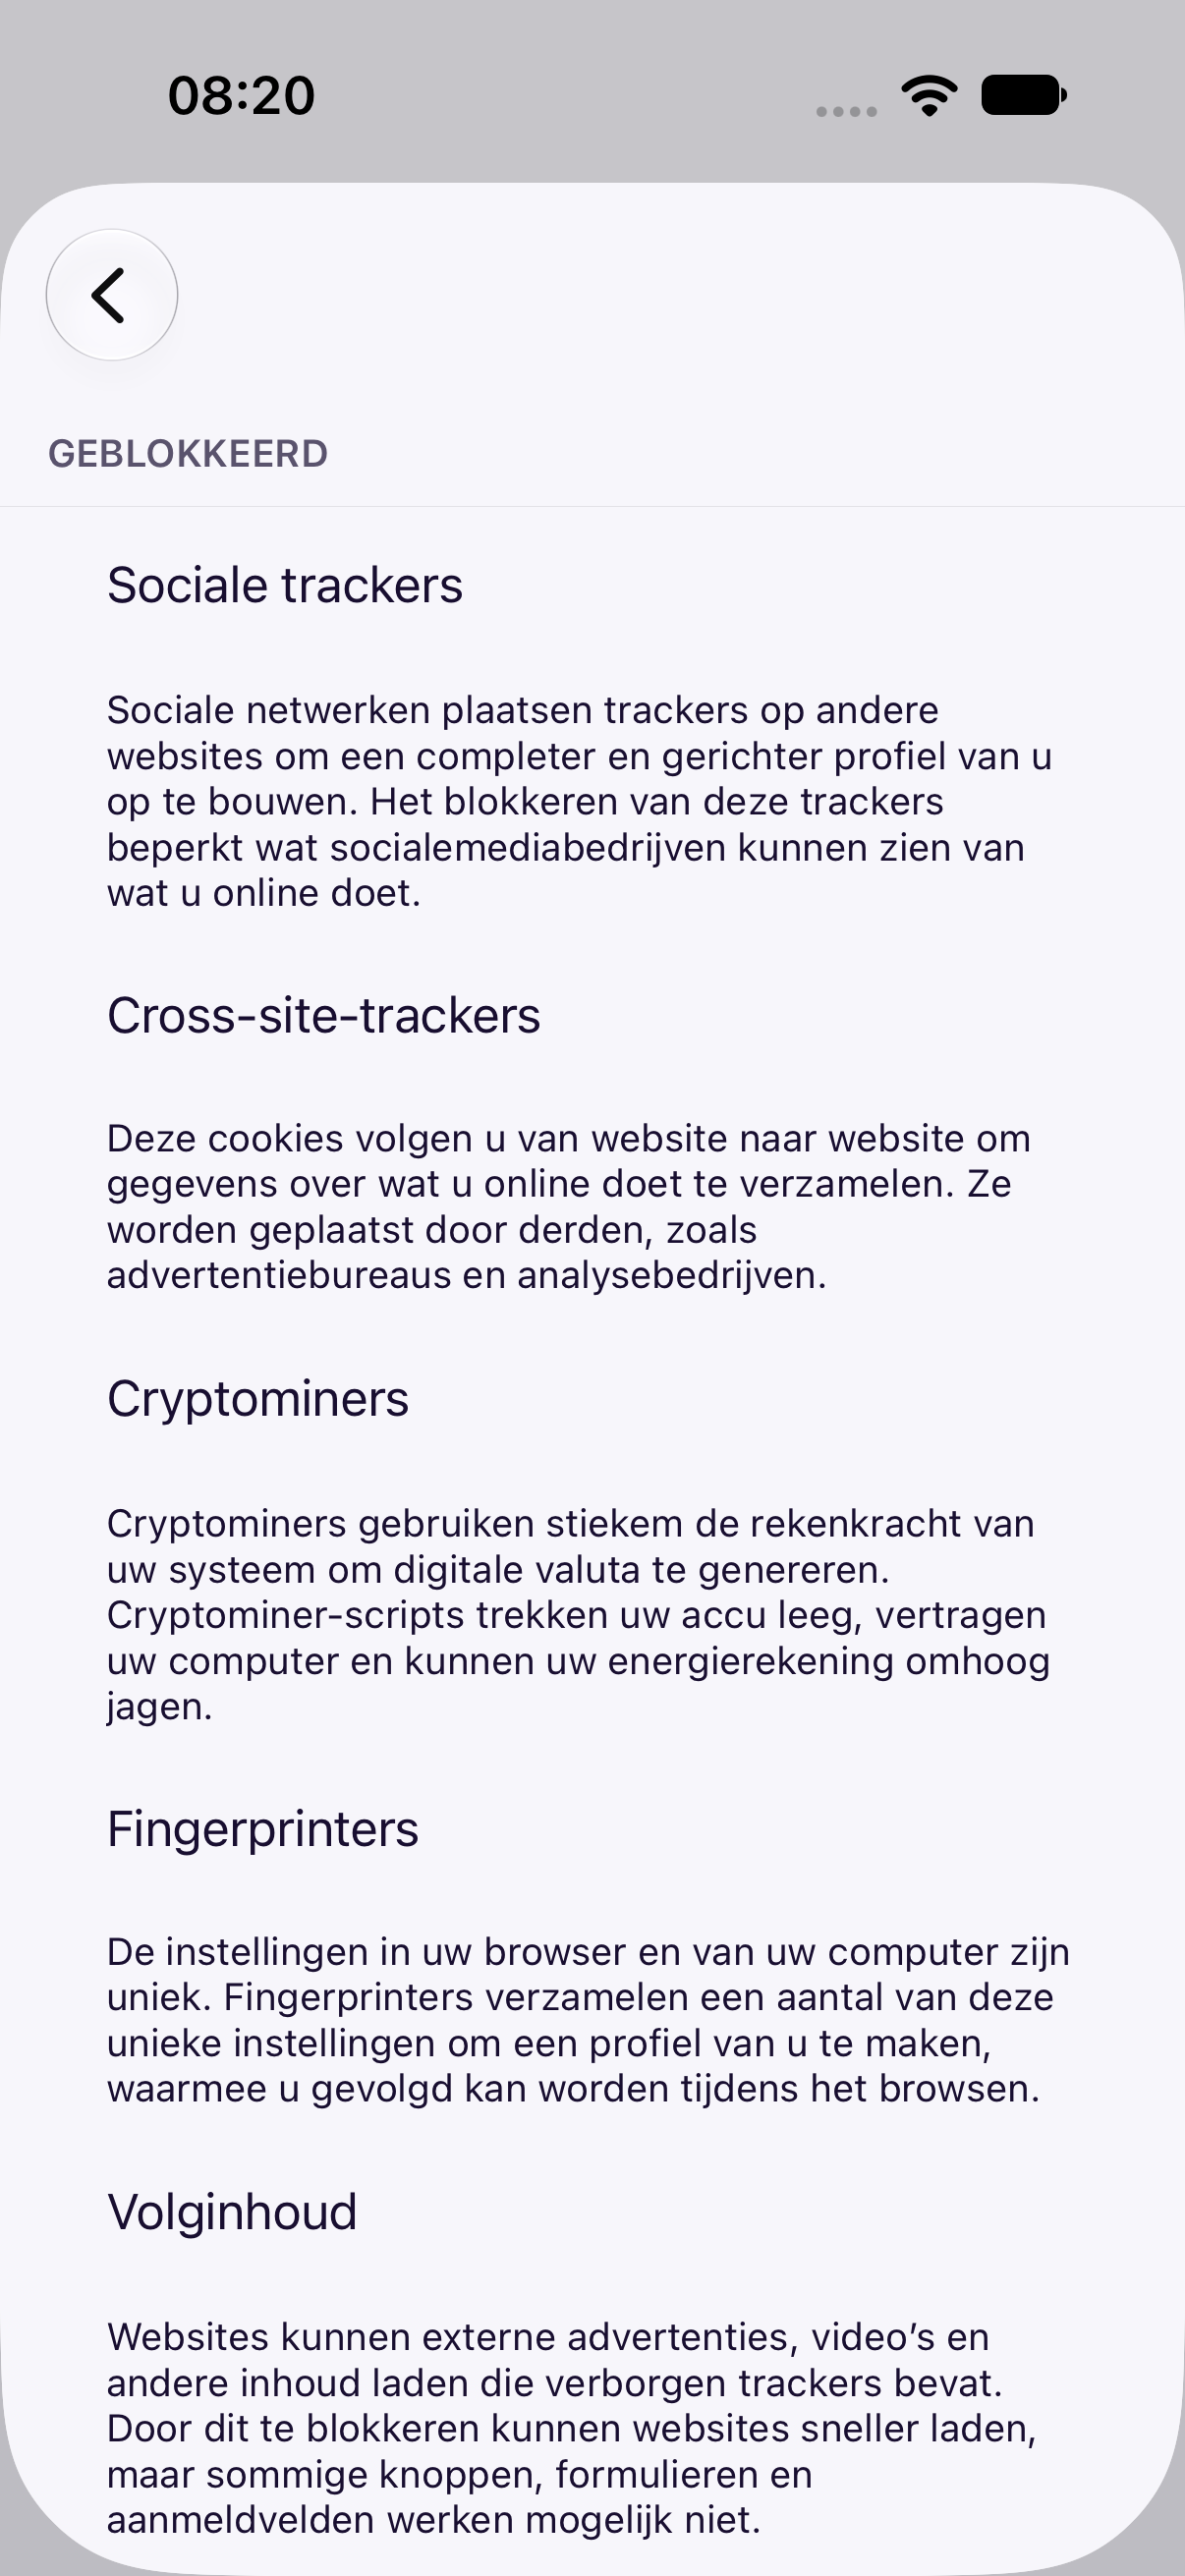 08:20
GEBLOKKEERD
Sociale trackers
Sociale netwerken plaatsen trackers op andere
websites om een completer en gerichter profiel van u
op te bouwen. Het blokkeren van deze trackers
beperkt wat socialemediabedrijven kunnen zien van
wat u online doet.
Cross-site-trackers
Deze cookies volgen u van website naar website om
gegevens over wat u online doet te verzamelen. Ze
worden geplaatst door derden, zoals
advertentiebureaus en analysebedrijven.
Cryptominers
Cryptominers gebruiken stiekem de rekenkracht van
uw systeem om digitale valuta te genereren.
Cryptominer-scripts trekken uw accu leeg, vertragen
uw computer en kunnen uw energierekening omhoog
jagen.
Fingerprinters
De instellingen in uw browser en van uw computer zijn
uniek. Fingerprinters verzamelen een aantal van deze
unieke instellingen om een profiel van u te maken,
waarmee u gevolgd kan worden tijdens het browsen.
Volginhoud
Websites kunnen externe advertenties, video’s en
andere inhoud laden die verborgen trackers bevat.
Door dit te blokkeren kunnen websites sneller laden,
maar sommige knoppen, formulieren en
aanmeldvelden werken mogelijk niet.